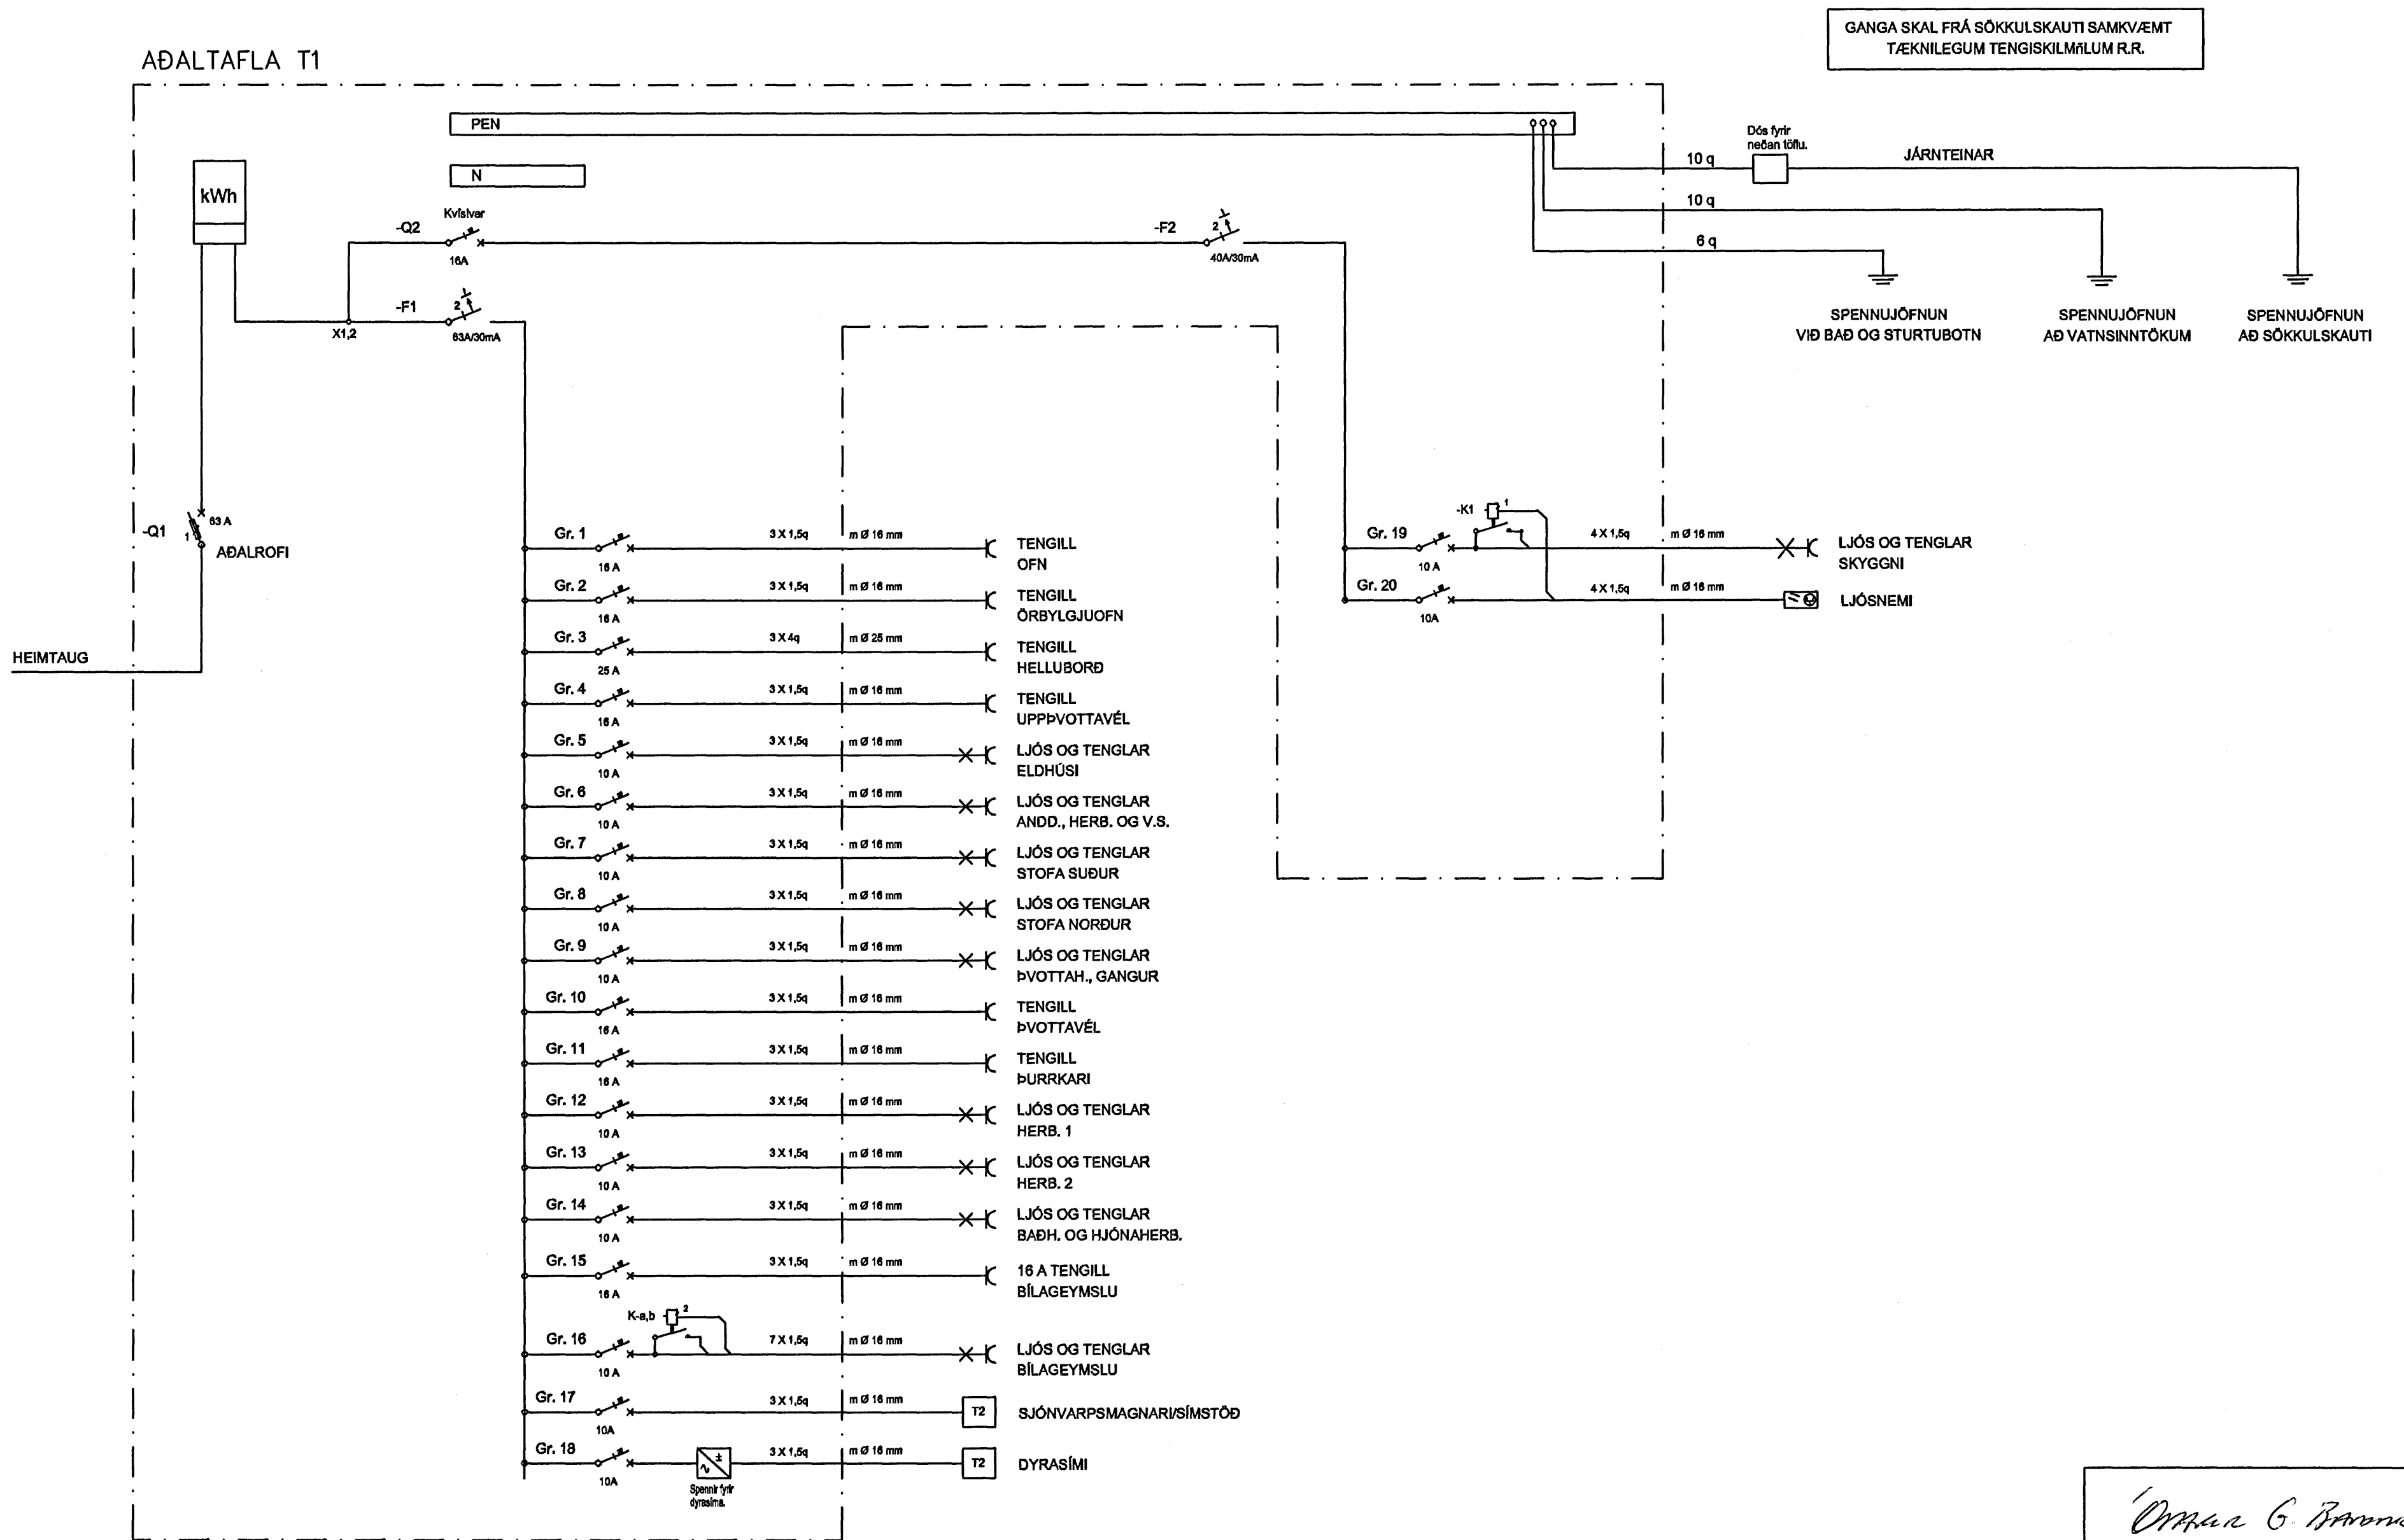 GANGA SKAL FRÁ SÖKKULSKAUTI SAMKVÆMT
TÆKNILEGUM TENGISKILMñLUM R.R.
AÐALTAFLA T1
PEN
N
kWh
Dós fyrir
neðan töflu.
10 q
JÁRNTEINAR
10 q
6 q
-Q2
Kvíslvar
16A
-F2
2
40A/30mA
-F1
2
63A/30mA
X1,2
SPENNUJÖFNUN
VIÐ BAÐ OG STURTUBOTN
SPENNUJÖFNUN
AÐ VATNSINNTÖKUM
SPENNUJÖFNUN
AÐ SÖKKULSKAUTI
-Q1
63 A
1
AÐALROFI
HEIMTAUG
Gr. 1
16 A
3 X 1,5q
m Ø 16 mm
TENGILL
OFN
Gr. 2
16 A
3 X 1,5q
m Ø 16 mm
TENGILL
ÖRBYLGJUOFN
Gr. 3
25 A
3 X 4q
m Ø 25 mm
TENGILL
HELLUBORÐ
Gr. 4
16 A
3 X 1,5q
m Ø 16 mm
TENGILL
UPPÞVOTTAVÉL
Gr. 5
10 A
3 X 1,5q
m Ø 16 mm
LJÓS OG TENGLAR
ELDHÚSI
Gr. 6
10 A
3 X 1,5q
m Ø 16 mm
LJÓS OG TENGLAR
ANDD., HERB. OG V.S.
Gr. 7
10 A
3 X 1,5q
m Ø 16 mm
LJÓS OG TENGLAR
STOFA SUÐUR
Gr. 8
10 A
3 X 1,5q
m Ø 16 mm
LJÓS OG TENGLAR
STOFA NORÐUR
Gr. 9
10 A
3 X 1,5q
m Ø 16 mm
LJÓS OG TENGLAR
ÞVOTTAH., GANGUR
Gr. 10
16 A
3 X 1,5q
m Ø 16 mm
TENGILL
ÞVOTTAVÉL
Gr. 11
16 A
3 X 1,5q
m Ø 16 mm
TENGILL
ÞURRKARI
Gr. 12
10 A
3 X 1,5q
m Ø 16 mm
LJÓS OG TENGLAR
HERB. 1
Gr. 13
10 A
3 X 1,5q
m Ø 16 mm
LJÓS OG TENGLAR
HERB. 2
Gr. 14
10 A
3 X 1,5q
m Ø 16 mm
LJÓS OG TENGLAR
BAÐH. OG HJÓNAHERB.
Gr. 15
16 A
3 X 1,5q
m Ø 16 mm
16 A TENGILL
BÍLAGEYMSLU
K-a,b
2
Gr. 16
10 A
7 X 1,5q
m Ø 16 mm
LJÓS OG TENGLAR
BÍLAGEYMSLU
Gr. 17
10A
3 X 1,5q
m Ø 16 mm
T2
SJÓNVARPSMAGNARI/SÍMSTÖÐ
Gr. 18
10A
Spennir fyrir
dyrasíma.
3 X 1,5q
m Ø 16 mm
T2
DYRASÍMI
-K1
1
Gr. 19
10 A
4 X 1,5q
m Ø 16 mm
LJÓS OG TENGLAR
SKYGGNI
Gr. 20
10A
4 X 1,5q
m Ø 16 mm
LJÓSNEMI